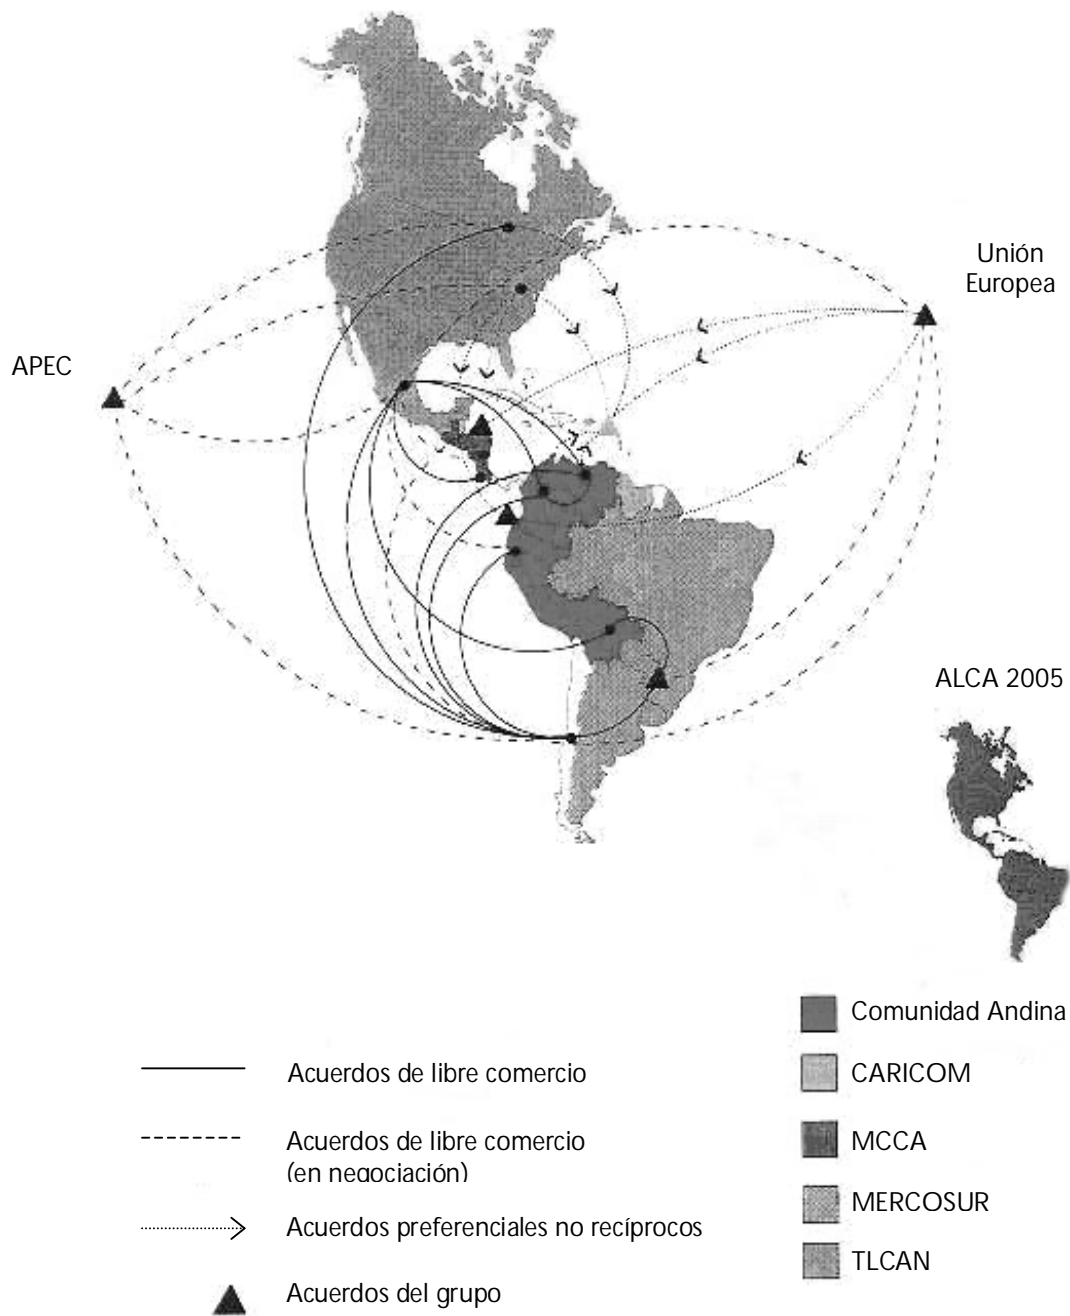 Unión
Europea
APEC
ALCA 2005
Comunidad Andina
CARICOM
MCCA
MERCOSUR
TLCAN
Acuerdos de libre comercio
Acuerdos de libre comercio
(en negociación)
Acuerdos preferenciales no recíprocos
Acuerdos del grupo